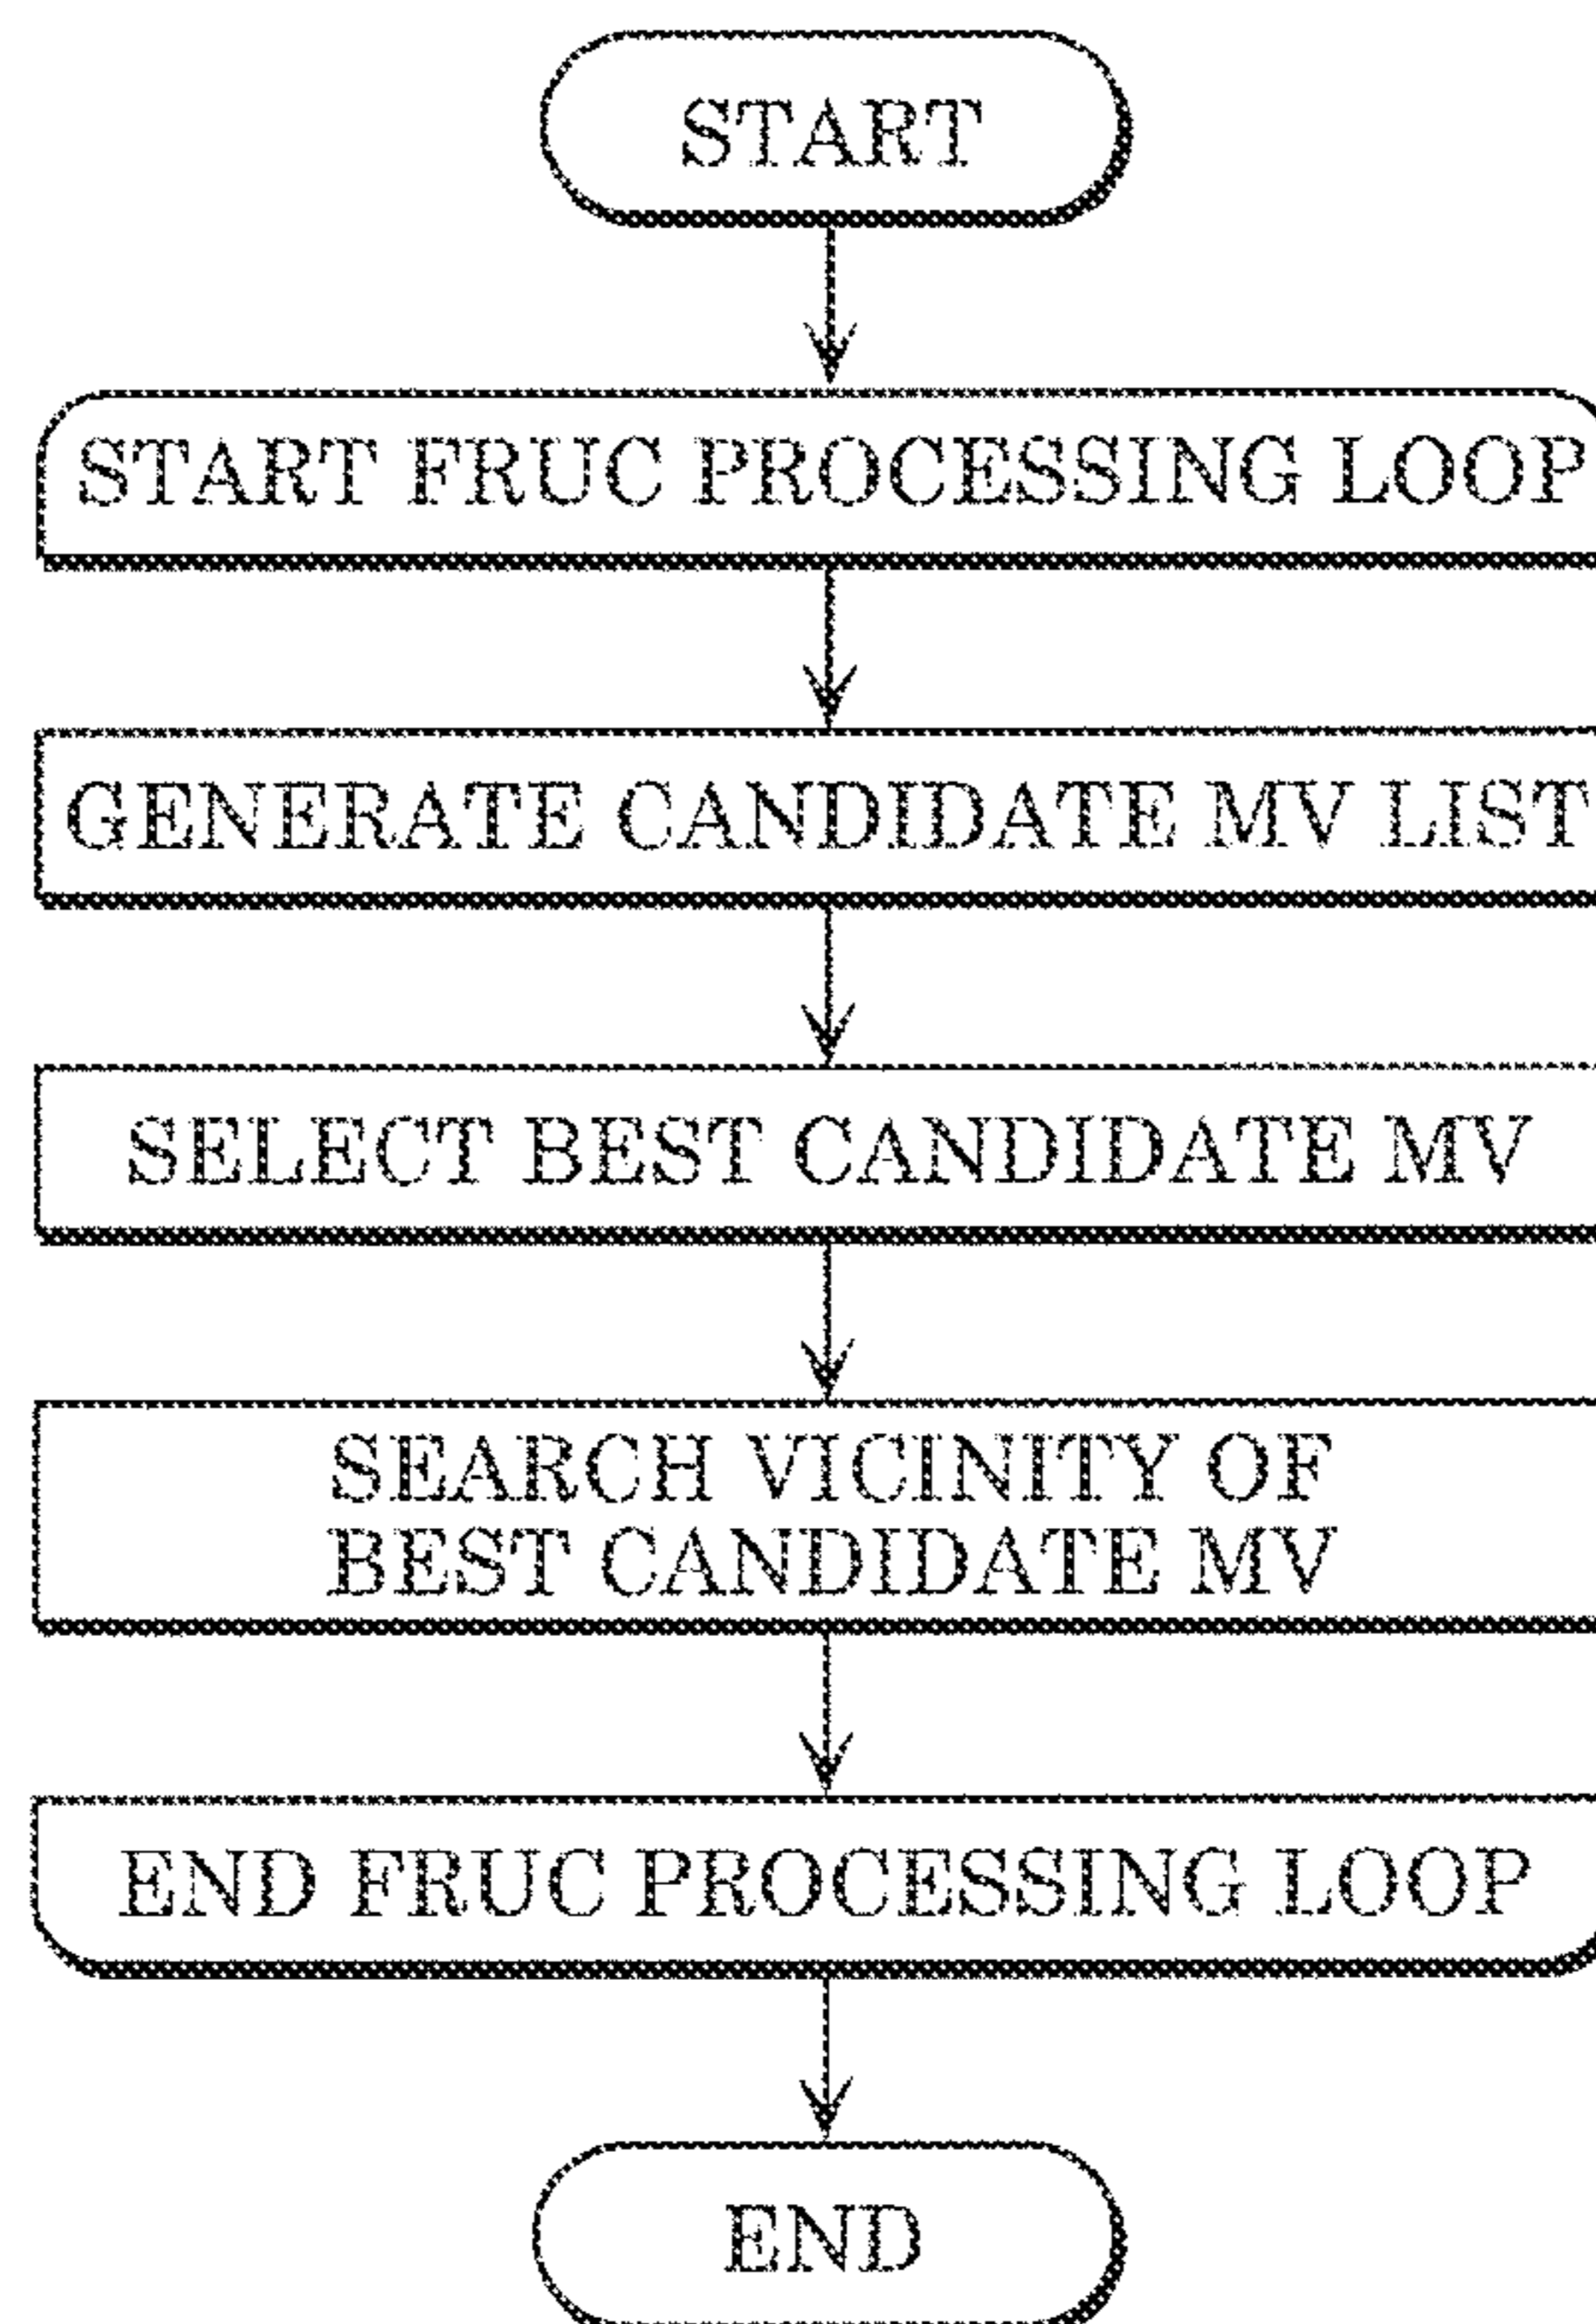 START
START FRUC PROCESSING LOOP
GENERATE CANDIDATE MV LIST
SELECT BEST CANDIDATE MV
SEARCH VICINITY OF
BEST CANDIDATE MV
END FRUC PROCESSING LOOP
END